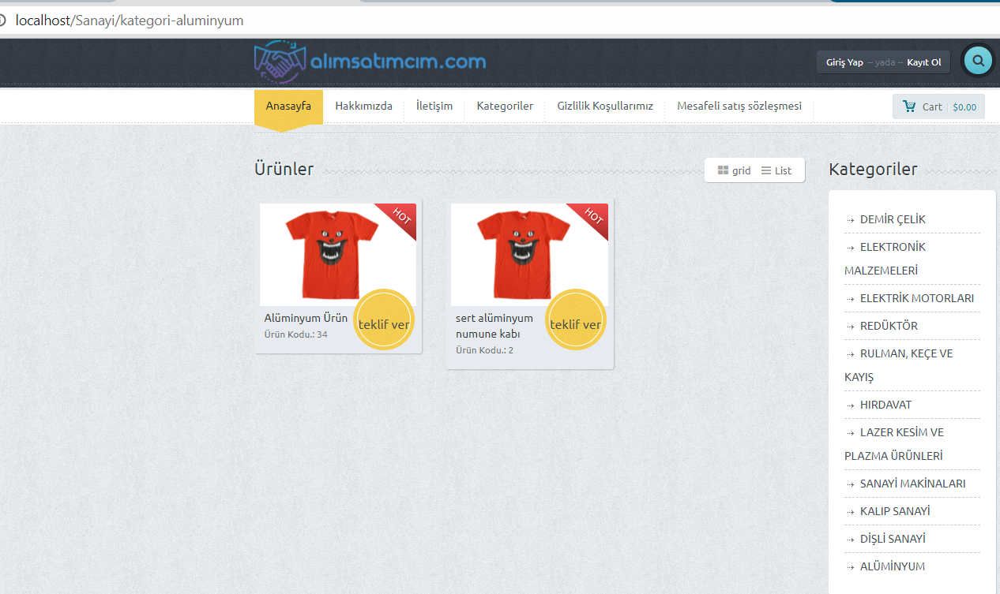 localhost/Sanayi/kategori-aluminyum
alımsatımcım.com
Giriş Yap -- yada -- Kayıt Ol
Anasayfa Hakkımızda İletişim Kategoriler Gizlilik Koşullarımız Mesafeli satış sözleşmesi Cart $0.00
Ürünler grid List Kategoriler
HOT HOT
teklif ver teklif ver
Alüminyum Ürün
Ürün Kodu.: 34
sert alüminyum
numune kabı
Ürün Kodu.: 2
DEMİR ÇELİK
ELEKTRONİK
MALZEMELERİ
ELEKTRİK MOTORLARI
REDÜKTÖR
RULMAN, KEÇE VE
KAYIŞ
HIRDAVAT
LAZER KESİM VE
PLAZMA ÜRÜNLERİ
SANAYİ MAKİNALARI
KALIP SANAYİ
DİŞLİ SANAYİ
ALÜMİNYUM